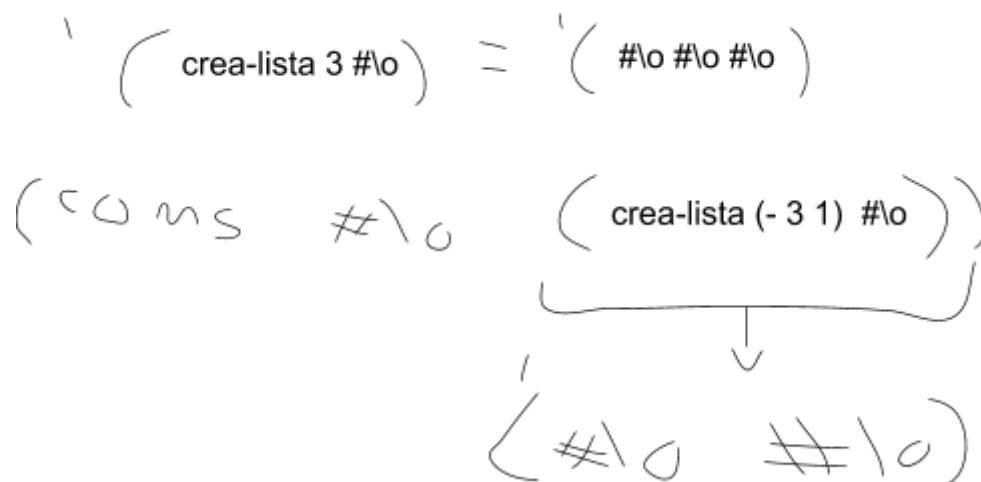 '(crea-lista 3 #\o) = '(#\o #\o #\o)
(cons #\o (crea-lista (- 3 1) #\o))
'(#\o #\o)